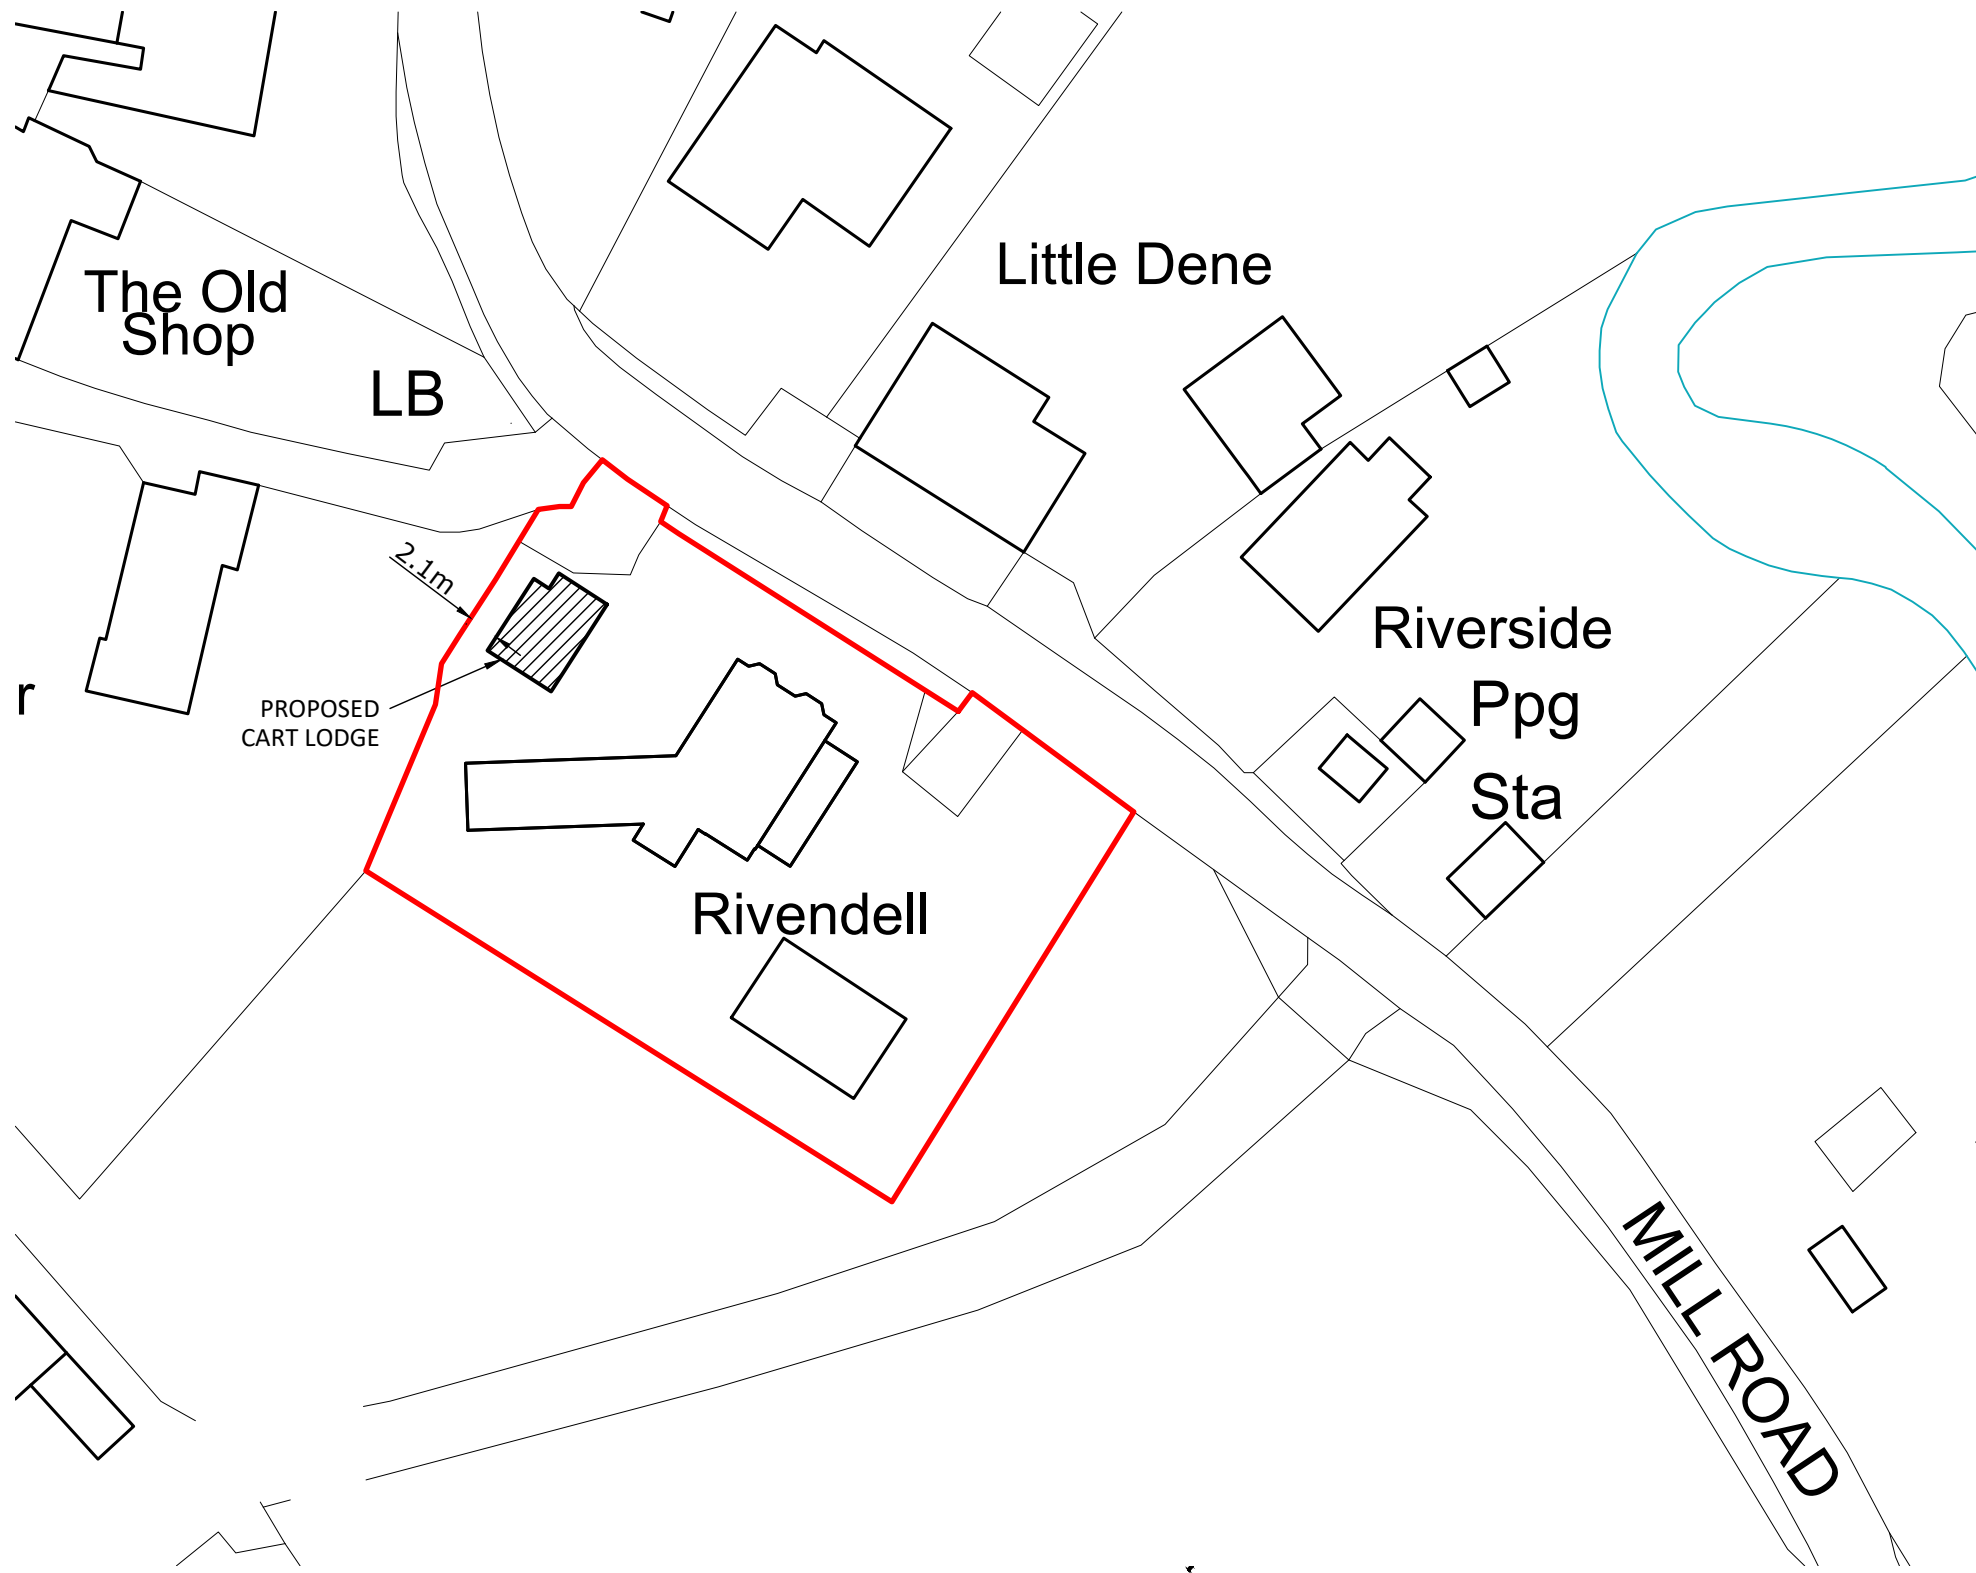 Little Dene
The Old
Shop
LB
2.1m
Riverside
r
PROPOSED
CART LODGE
Ppg
Sta
Rivendell
MILL ROAD